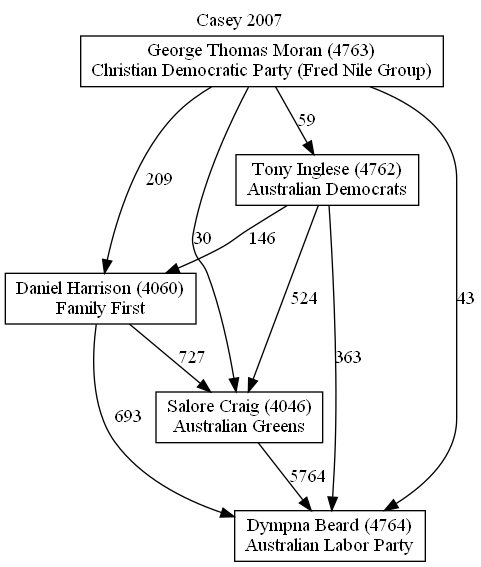 Casey 2007
George Thomas Moran (4763)
Christian Democratic Party (Fred Nile Group)
59
Tony Inglese (4762)
Australian Democrats
209
30
146
43
Daniel Harrison (4060)
Family First
524
363
727
Salore Craig (4046)
Australian Greens
693
5764
Dympna Beard (4764)
Australian Labor Party